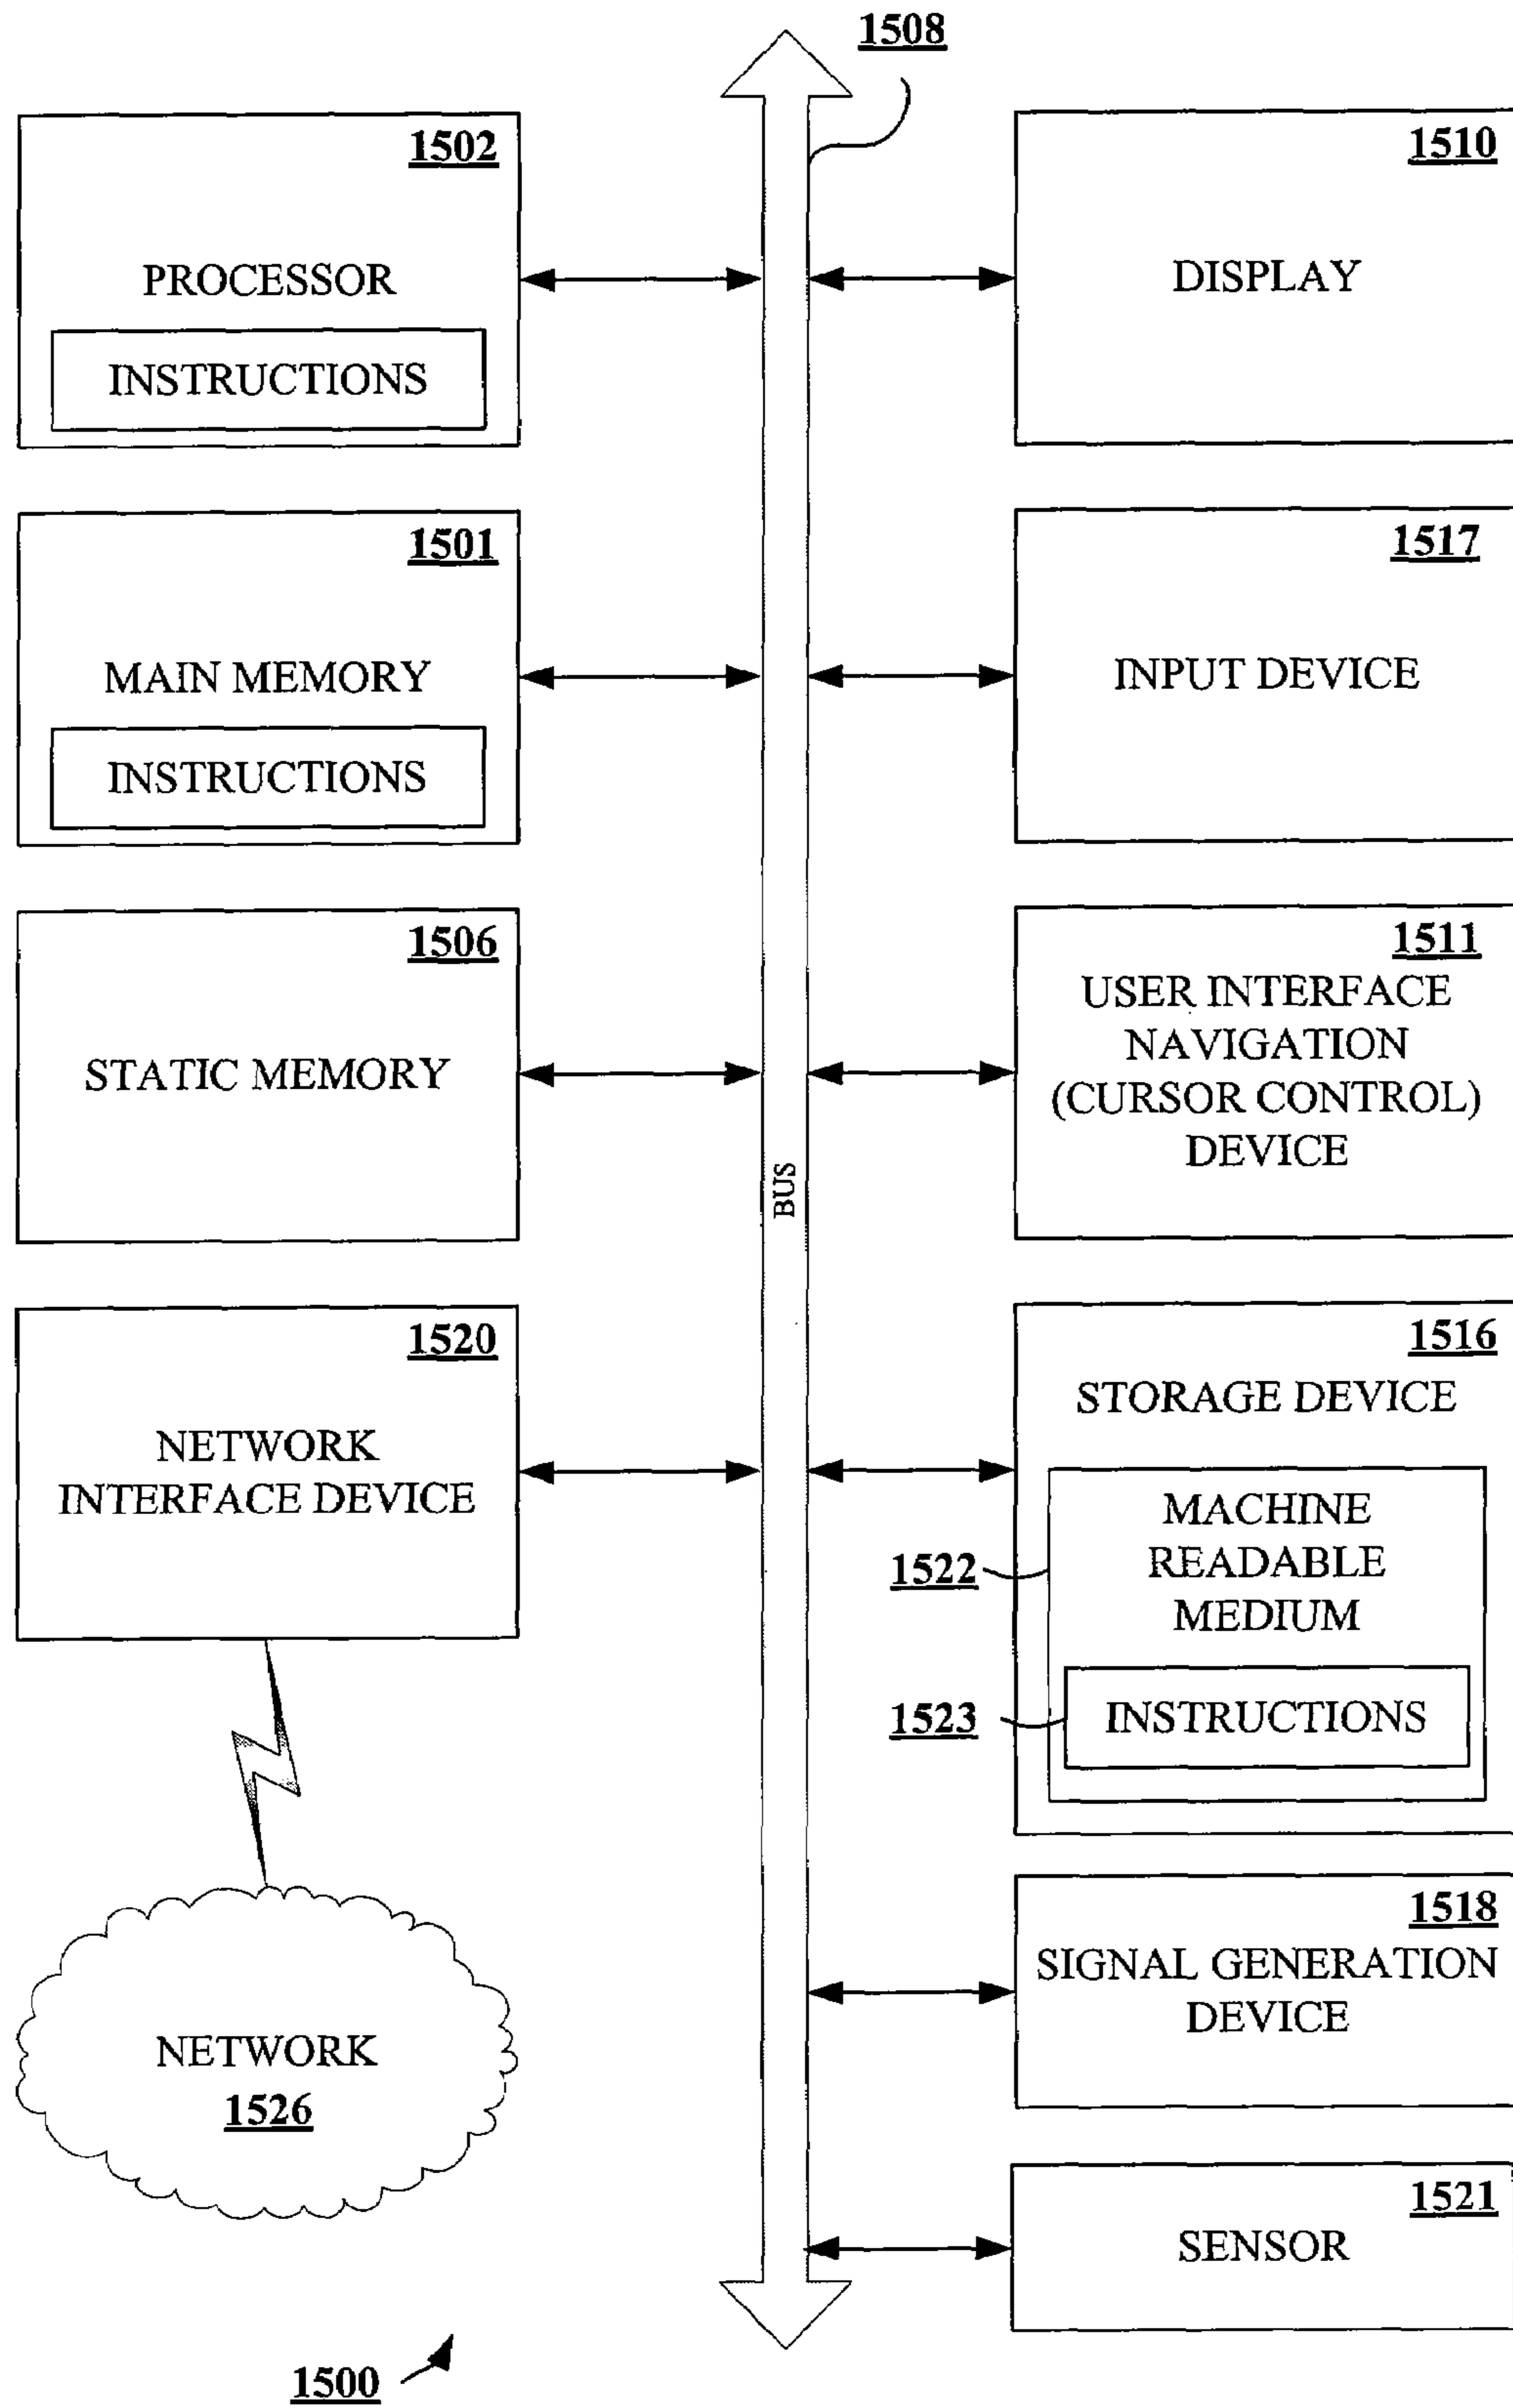 1508
1502
PROCESSOR
INSTRUCTIONS
1510
DISPLAY
1501
MAIN MEMORY
INSTRUCTIONS
1517
INPUT DEVICE
1506
STATIC MEMORY
1511
USER INTERFACE
NAVIGATION
(CURSOR CONTROL)
DEVICE
BUS
1520
NETWORK
INTERFACE DEVICE
1516
STORAGE DEVICE
MACHINE
READABLE
MEDIUM
1522
INSTRUCTIONS
1523
1518
SIGNAL GENERATION
DEVICE
NETWORK
1526
1521
SENSOR
1500